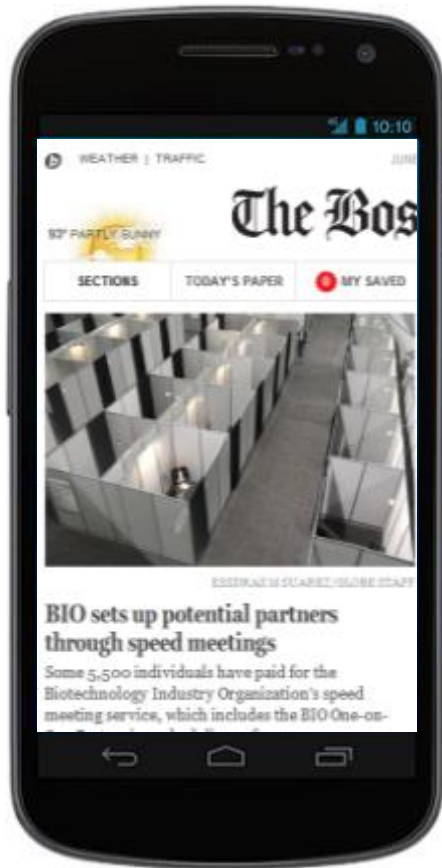 10:10
WEATHER | TRAFFIC JUNE
The Bos
93° PARTLY SUNNY
SECTIONS TODAY'S PAPER 0 MY SAVED
ESSDRAS M SUAREZ/GLOBE STAFF
BIO sets up potential partners
through speed meetings
Some 5,500 individuals have paid for the
Biotechnology Industry Organization's speed
meeting service, which includes the BIO One-on-